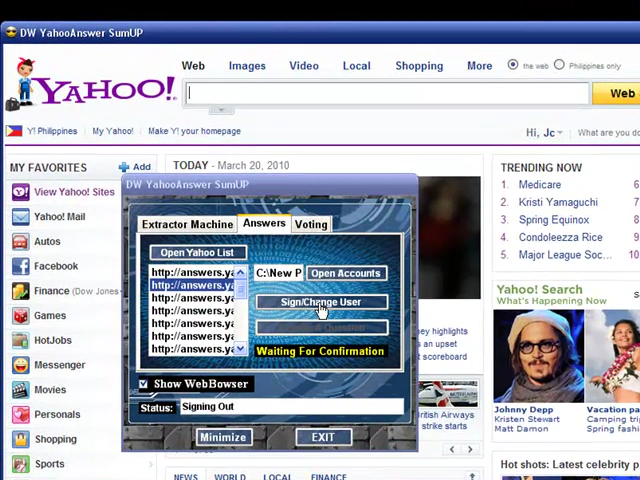 DW YahooAnswer SumUP
YAHOO!
Web Images Video Local Shopping More the web Philippines only
Web
Y! Philippines My Yahoo! Make Y! your homepage
Hi, Jc What are you do
MY FAVORITES Add
View Yahoo! Sites
Yahoo! Mail
Autos
Facebook
Finance (Dow Jones
Games
HotJobs
Messenger
Movies
Personals
Shopping
Sports
TODAY - March 20, 2010
DW YahooAnswer SumUP
Extractor Machine Answers Voting
Open Yahoo List
http://answers.ya
http://answers.ya
http://answers.ya
http://answers.ya
http://answers.ya
http://answers.ya
http://answers.ya
C:\New P Open Accounts
Sign/Change User
Waiting For Confirmation
Show WebBowser
Status: Signing Out
Minimize EXIT
highlights
an upset
scoreboard
British Airways
strike starts
NEWS WORLD LOCAL FINANCE
TRENDING NOW
1. Medicare
2. Kristi Yamaguchi
3. Spring Equinox
4. Condoleezza Rice
5. Major League Soc...
Search
What's Happening Now
Johnny Depp
Kristen Stewart
Matt Damon
Vacation pa
Camping trip
Surfing, trav
Hot shots: Latest celebrity p